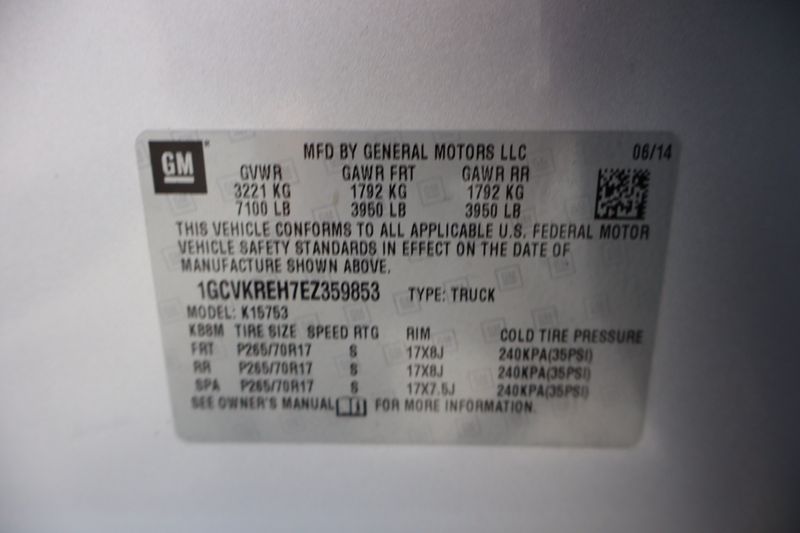 GM
MFD BY GENERAL MOTORS LLC 06/14
GVWR GAWR FRT GAWR RR
3221 KG 1792 KG 1792 KG
7100 LB 3950 LB 3950 LB
THIS VEHICLE CONFORMS TO ALL APPLICABLE U.S. FEDERAL MOTOR
VEHICLE SAFETY STANDARDS IN EFFECT ON THE DATE OF
MANUFACTURE SHOWN ABOVE.
1GCVKREH7EZ359853 TYPE: TRUCK
MODEL: K15753
KB8M TIRE SIZE SPEED RTG RIM COLD TIRE PRESSURE
FRT P265/70R17 S 17X8J 240KPA(35PSI)
RR P265/70R17 S 17X8J 240KPA(35PSI)
SPA P265/70R17 S 17X7.5J 240KPA(35PSI)
SEE OWNER'S MANUAL FOR MORE INFORMATION.